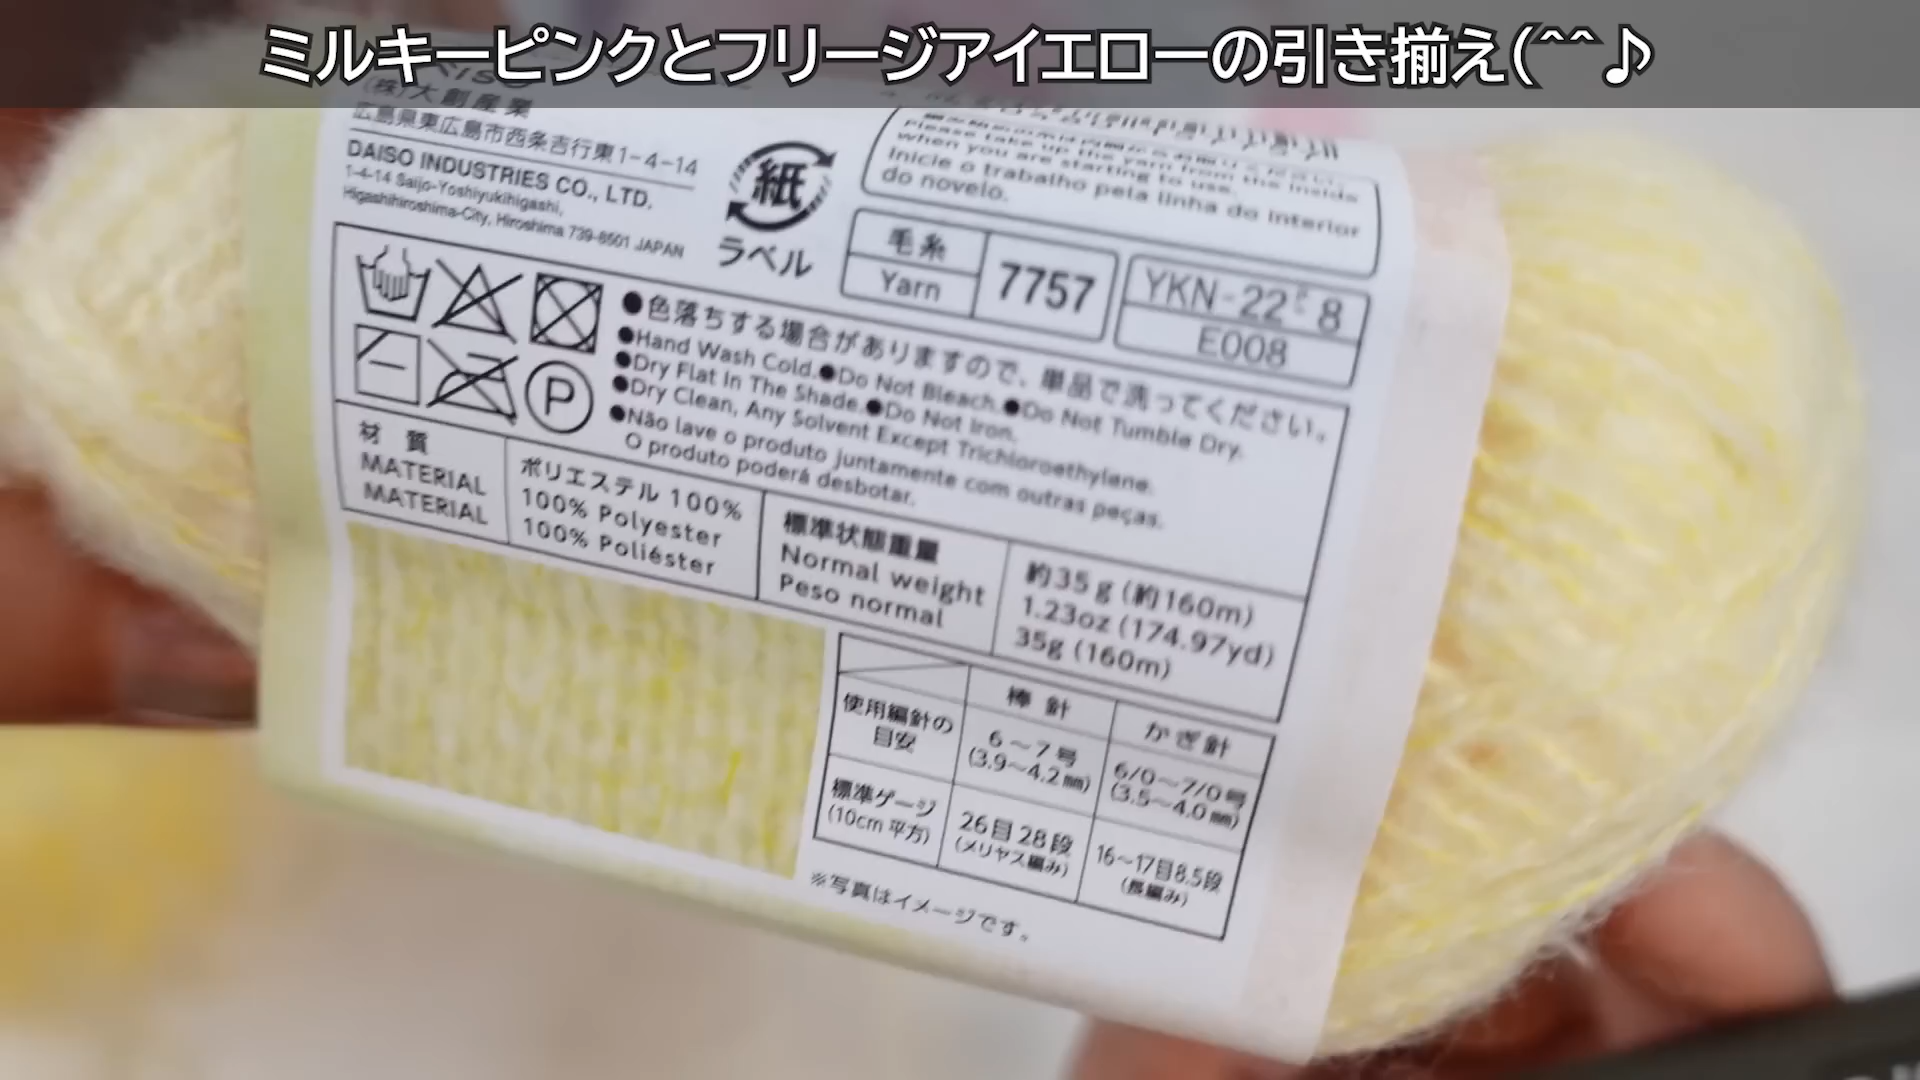 ミルキーピンクとフリージアイエローの引き揃え(^^♪
(株)大創産業
広島県東広島市西条吉行東1-4-14
DAISO INDUSTRIES CO., LTD.
1-4-14 Saijo-Yoshiyukihigashi,
Higashihiroshima-City, Hiroshima 739-8501 JAPAN
紙
ラベル
Please take up the yarn from the inside
when you are starting to use.
Inicie o trabalho pela linha do interior
do novelo.
毛糸
Yarn
7757
YKN-22
8
E008
●色落ちする場合がありますので、単品で洗ってください。
●Hand Wash Cold.●Do Not Bleach.●Do Not Tumble Dry.
●Dry Flat In The Shade.●Do Not Iron.
●Dry Clean, Any Solvent Except Trichloroethylene.
●Não lave o produto juntamente com outras peças.
O produto poderá desbotar.
P
材質
MATERIAL
MATERIAL
ポリエステル 100%
100% Polyester
100% Poliéster
標準状態重量
Normal weight
Peso normal
約35g (約160m)
1.23oz (174.97yd)
35g (160m)
棒針
かぎ針
使用編針の
目安
6～7号
(3.9～4.2㎜)
6/0～7/0号
(3.5～4.0㎜)
標準ゲージ
(10cm平方)
26目28段
(メリヤス編み)
16～17目8.5段
(長編み)
※写真はイメージです。